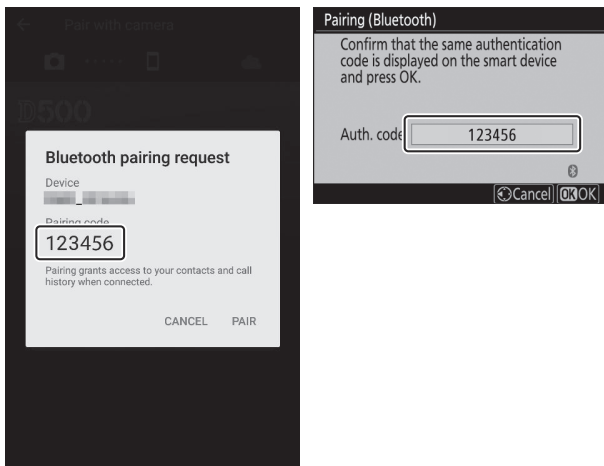 Pair with camera
D500
Bluetooth pairing request
Device
Pairing code
123456
Pairing grants access to your contacts and call
history when connected.
CANCEL PAIR
Pairing (Bluetooth)
Confirm that the same authentication
code is displayed on the smart device
and press OK.
Auth. code 123456
Cancel OK OK